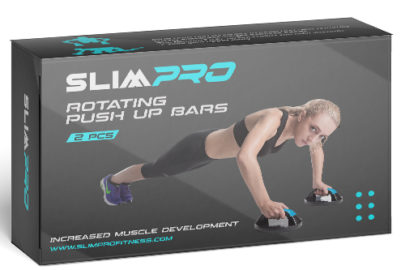 SLIMPRO
ROTATING
PUSH UP BARS
2 PCS
SLIMPRO
INCREASED MUSCLE DEVELOPMENT
WWW.SLIMPROFITNESS.COM